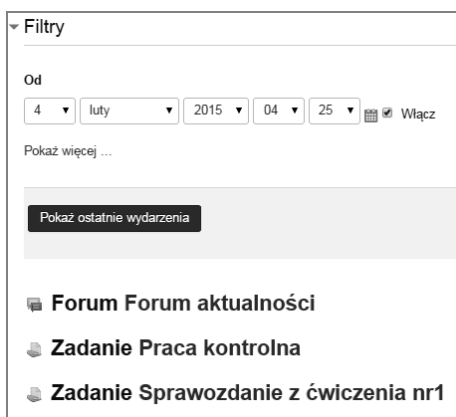 Filtry
Od
4 luty 2015 04 25 Włącz
Pokaż więcej ...
Pokaż ostatnie wydarzenia
Forum Forum aktualności
Zadanie Praca kontrolna
Zadanie Sprawozdanie z ćwiczenia nr1